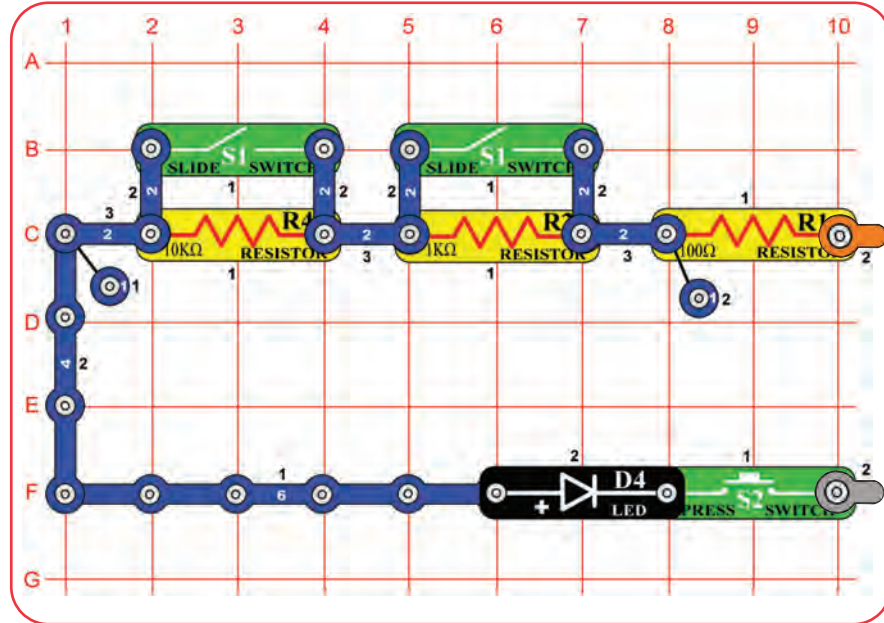 1 2 3 4 5 6 7 8 9 10
A
B
SLIDE S1 SWITCH
SLIDE S1 SWITCH
2 2 1 2 2
2 2 1 2 2
C
3
2
R4
10KΩ RESISTOR
1
2
3
1KΩ RESISTOR
1
2
3
1
R1
100Ω RESISTOR
2
1 1
1 2
D
4 2
E
F
1
6
2
D4
+ LED
1
S2
PRESS SWITCH
2
G